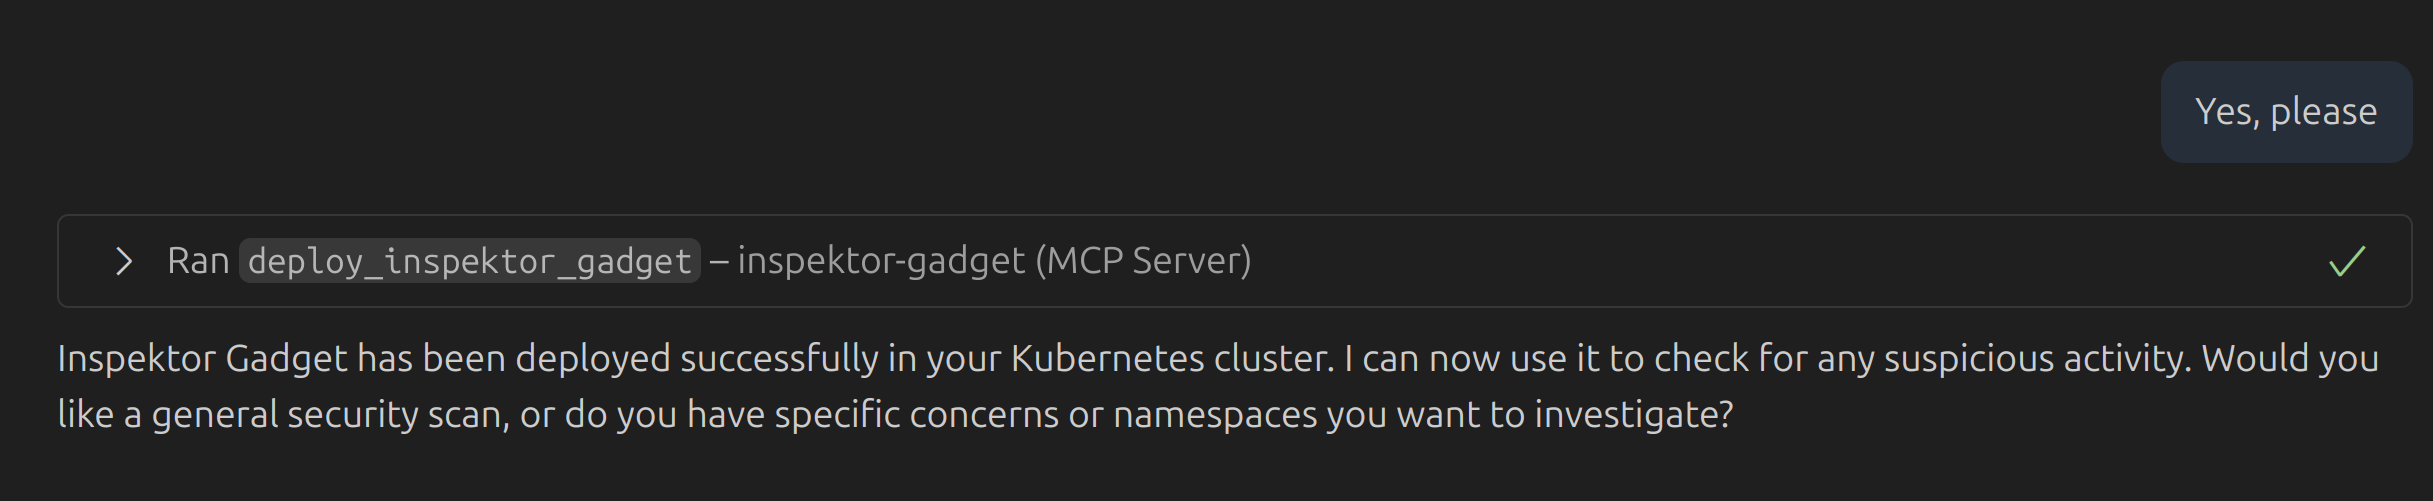 Yes, please
Ran deploy_inspektor_gadget – inspektor-gadget (MCP Server)
Inspektor Gadget has been deployed successfully in your Kubernetes cluster. I can now use it to check for any suspicious activity. Would you
like a general security scan, or do you have specific concerns or namespaces you want to investigate?